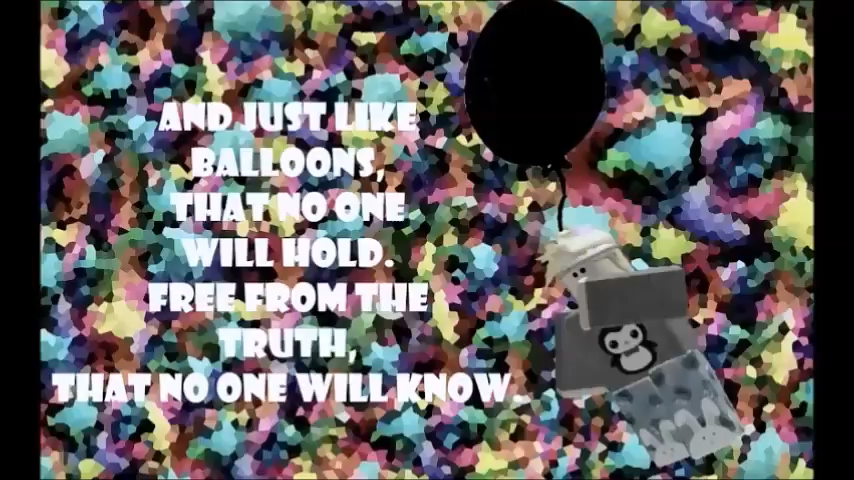 AND JUST LIKE
BALLOONS,
THAT NO ONE
WILL HOLD.
FREE FROM THE
TRUTH,
THAT NO ONE WILL KNOW.